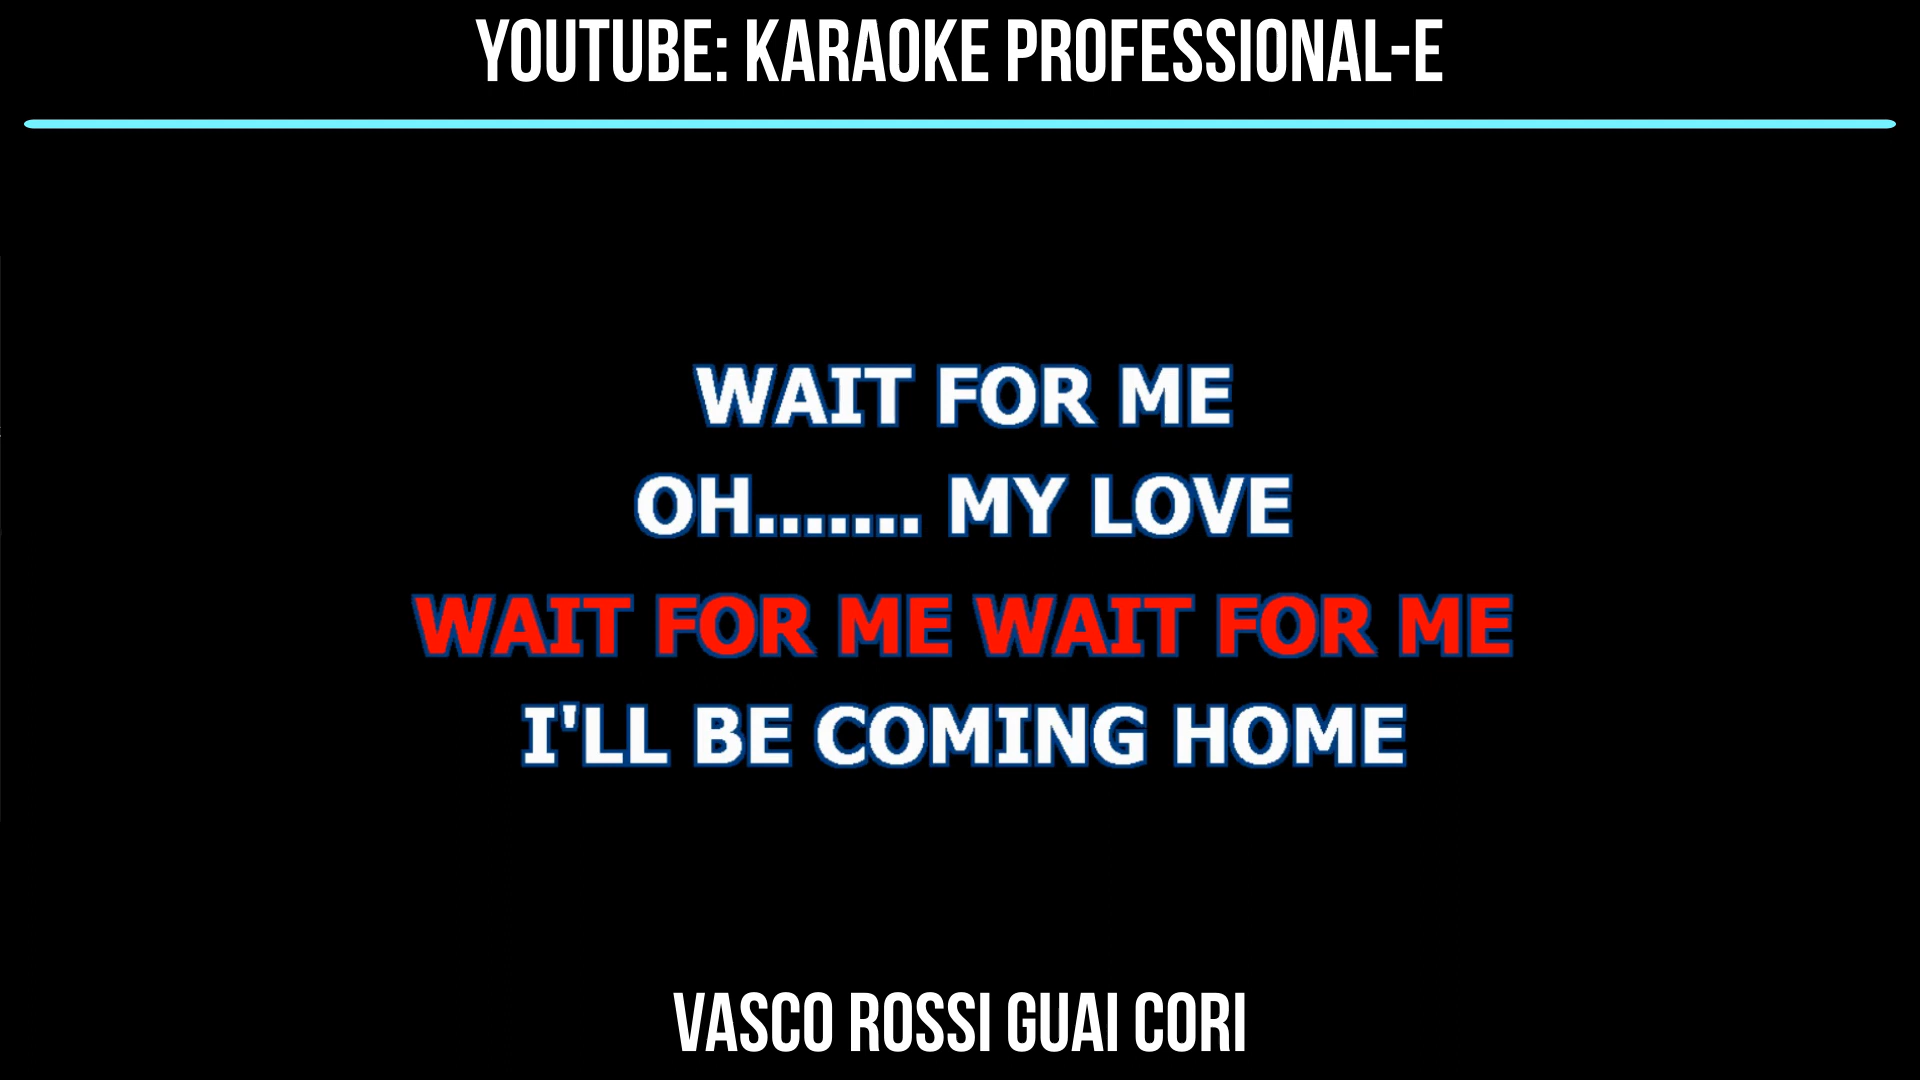 YOUTUBE: KARAOKE PROFESSIONAL-E
WAIT FOR ME
OH....... MY LOVE
WAIT FOR ME WAIT FOR ME
I'LL BE COMING HOME
VASCO ROSSI GUAI CORI